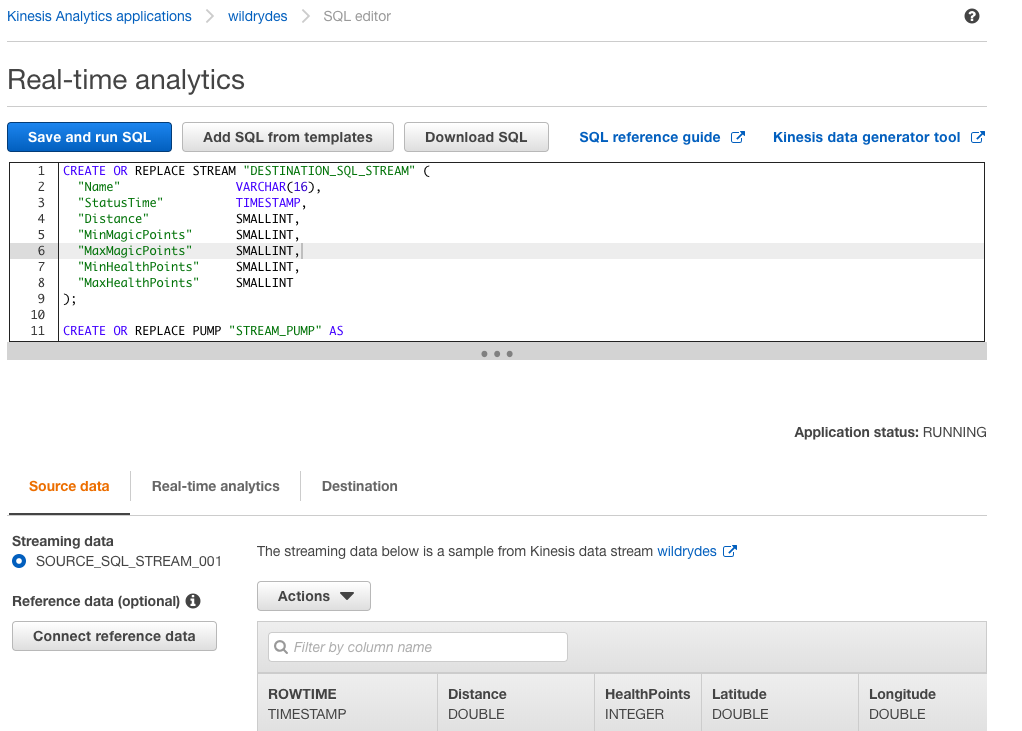 Kinesis Analytics applications > wildrydes > SQL editor
Real-time analytics
Save and run SQL Add SQL from templates Download SQL SQL reference guide Kinesis data generator tool
1 CREATE OR REPLACE STREAM "DESTINATION_SQL_STREAM" (
2 "Name" VARCHAR(16),
3 "StatusTime" TIMESTAMP,
4 "Distance" SMALLINT,
5 "MinMagicPoints" SMALLINT,
6 "MaxMagicPoints" SMALLINT,
7 "MinHealthPoints" SMALLINT,
8 "MaxHealthPoints" SMALLINT
9 );
10
11 CREATE OR REPLACE PUMP "STREAM_PUMP" AS
Application status: RUNNING
Source data Real-time analytics Destination
Streaming data
SOURCE_SQL_STREAM_001
Reference data (optional)
Connect reference data
The streaming data below is a sample from Kinesis data stream wildrydes
Actions
Filter by column name
ROWTIME Distance HealthPoints Latitude Longitude
TIMESTAMP DOUBLE INTEGER DOUBLE DOUBLE